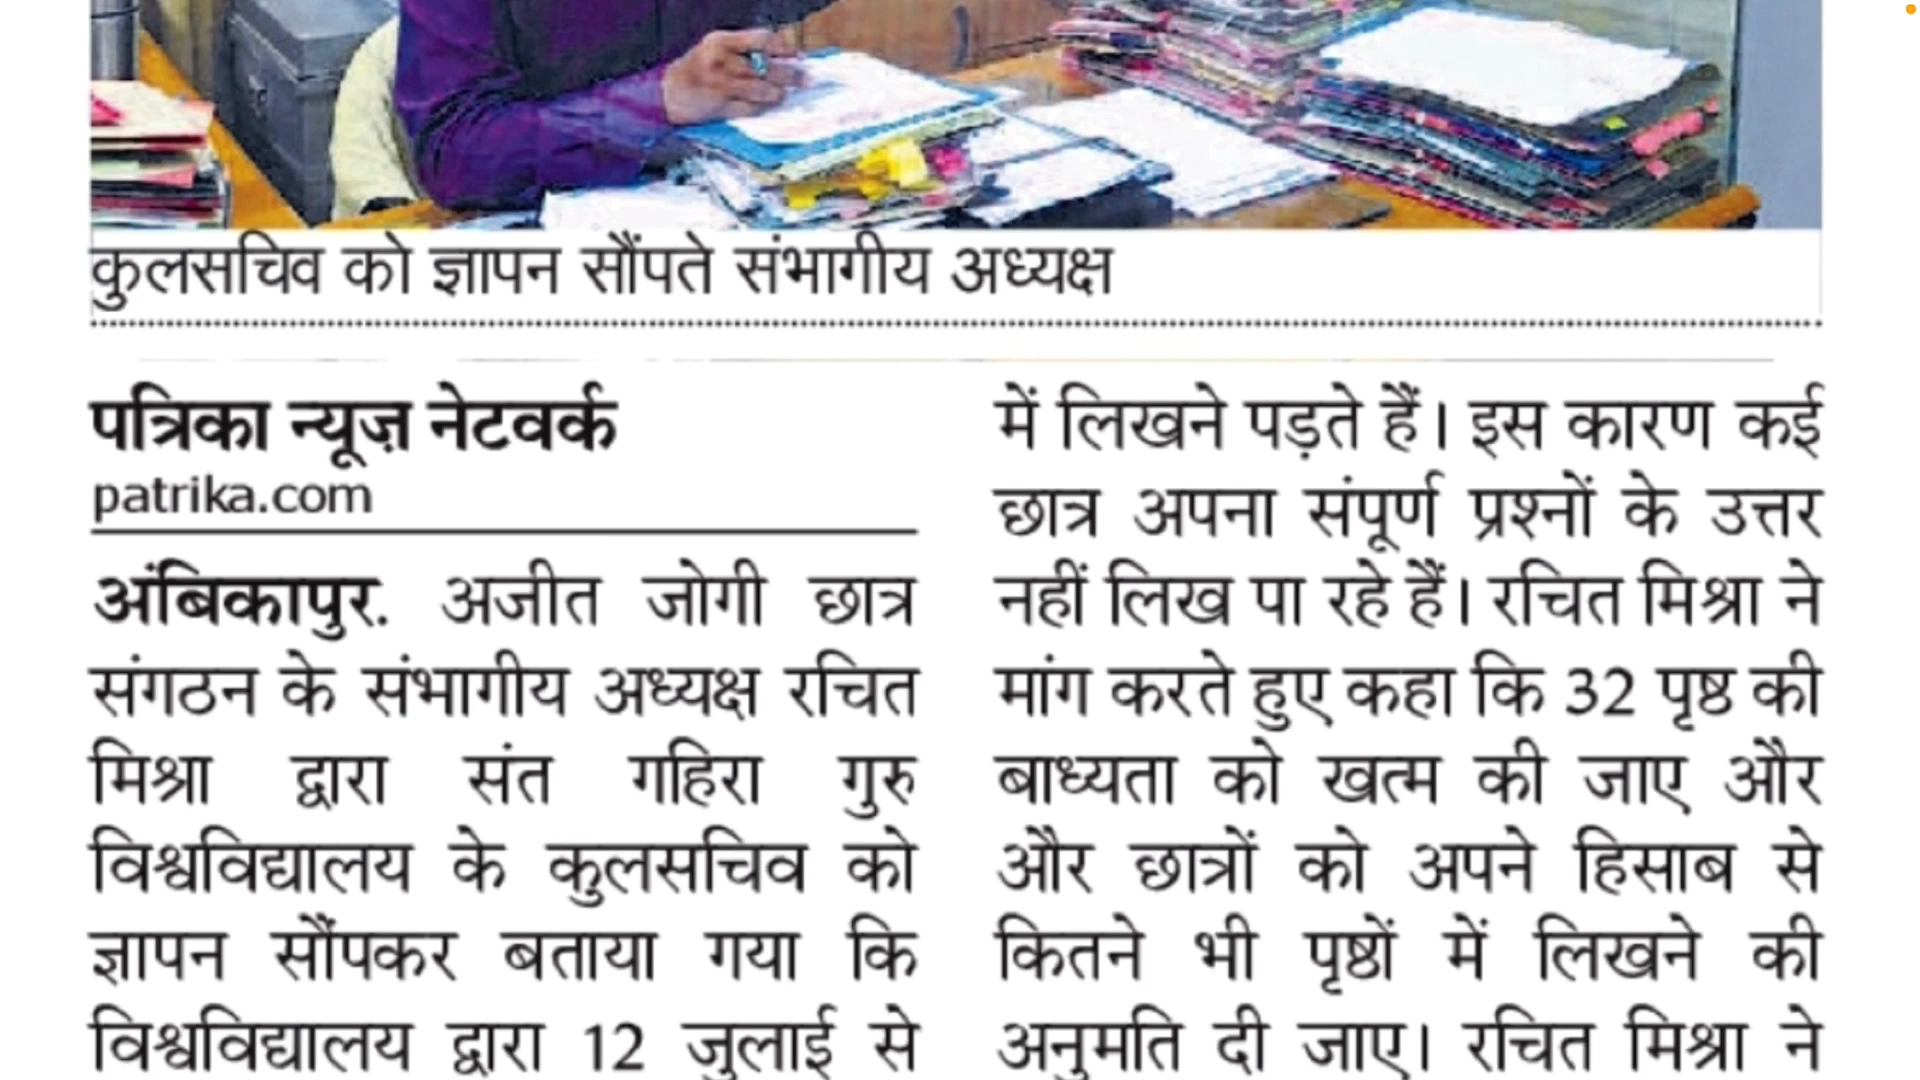 कुलसचिव को ज्ञापन सौंपते संभागीय अध्यक्ष
पत्रिका न्यूज़ नेटवर्क
patrika.com
अंबिकापुर. अजीत जोगी छात्र
संगठन के संभागीय अध्यक्ष रचित
मिश्रा द्वारा संत गहिरा गुरु
विश्वविद्यालय के कुलसचिव को
ज्ञापन सौंपकर बताया गया कि
विश्वविद्यालय द्वारा 12 जुलाई से
में लिखने पड़ते हैं। इस कारण कई
छात्र अपना संपूर्ण प्रश्नों के उत्तर
नहीं लिख पा रहे हैं। रचित मिश्रा ने
मांग करते हुए कहा कि 32 पृष्ठ की
बाध्यता को खत्म की जाए और
और छात्रों को अपने हिसाब से
कितने भी पृष्ठों में लिखने की
अनुमति दी जाए। रचित मिश्रा ने